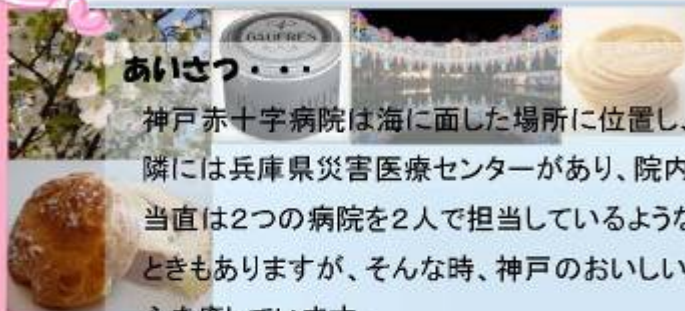 GAUFRES
あいさつ・・・
神戸赤十字病院は海に面した場所に位置し、
隣には兵庫県災害医療センターがあり、院内
当直は2つの病院を2人で担当しているような
ときもありますが、そんな時、神戸のおいしい